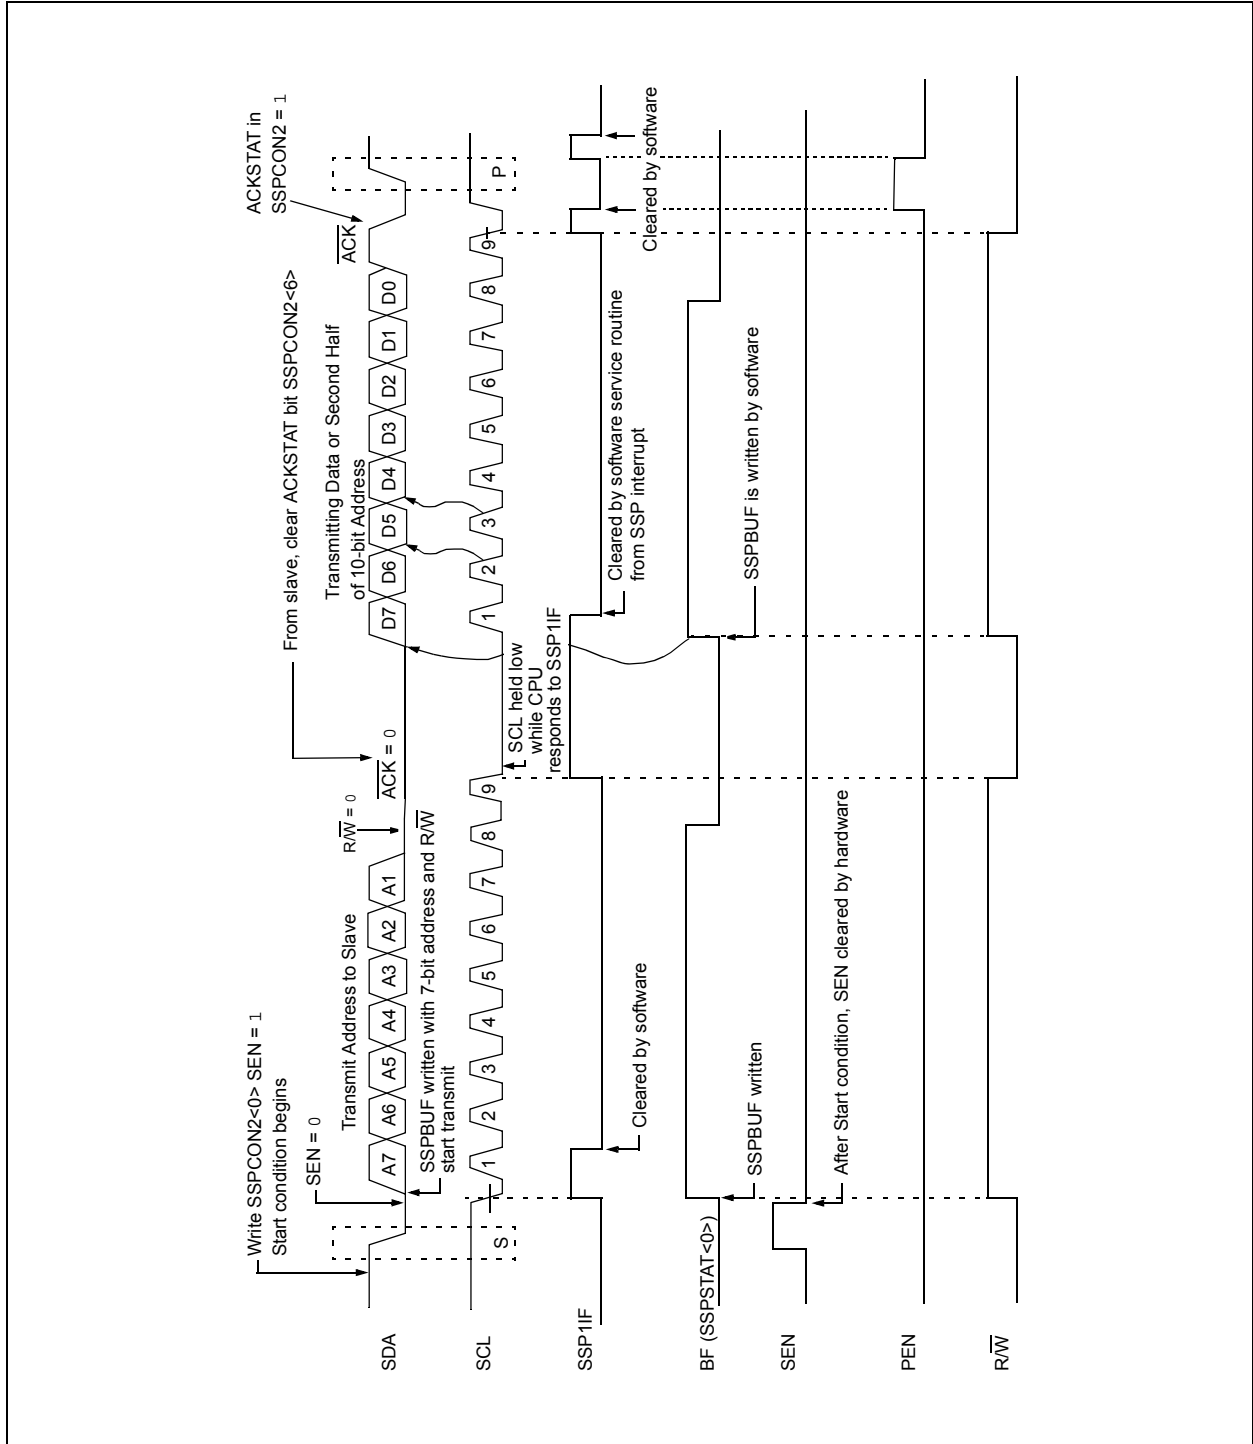 Write SSPCON2<0> SEN = 1
Start condition begins
SEN = 0
Transmit Address to Slave
R/W = 0
From slave, clear ACKSTAT bit SSPCON2<6>
ACK = 0
Transmitting Data or Second Half
of 10-bit Address
ACKSTAT in
SSPCON2 = 1
ACK
SDA
A7 A6 A5 A4 A3 A2 A1
D7 D6 D5 D4 D3 D2 D1 D0
SSPBUF written with 7-bit address and R/W
start transmit
SCL
S
1 2 3 4 5 6 7 8 9
1 2 3 4 5 6 7 8 9
P
SCL held low
while CPU
responds to SSP1IF
SSP1IF
Cleared by software
Cleared by software service routine
from SSP interrupt
Cleared by software
BF (SSPSTAT<0>)
SSPBUF written
SSPBUF is written by software
SEN
After Start condition, SEN cleared by hardware
PEN
R/W